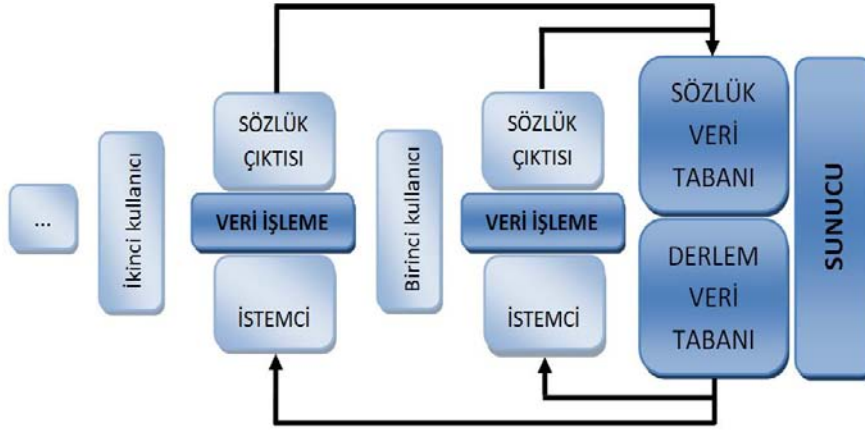 ...
İkinci kullanıcı
SÖZLÜK
ÇIKTISI
VERİ İŞLEME
İSTEMCİ
Birinci kullanıcı
SÖZLÜK
ÇIKTISI
VERİ İŞLEME
İSTEMCİ
SÖZLÜK
VERİ
TABANI
DERLEM
VERİ
TABANI
SUNUCU